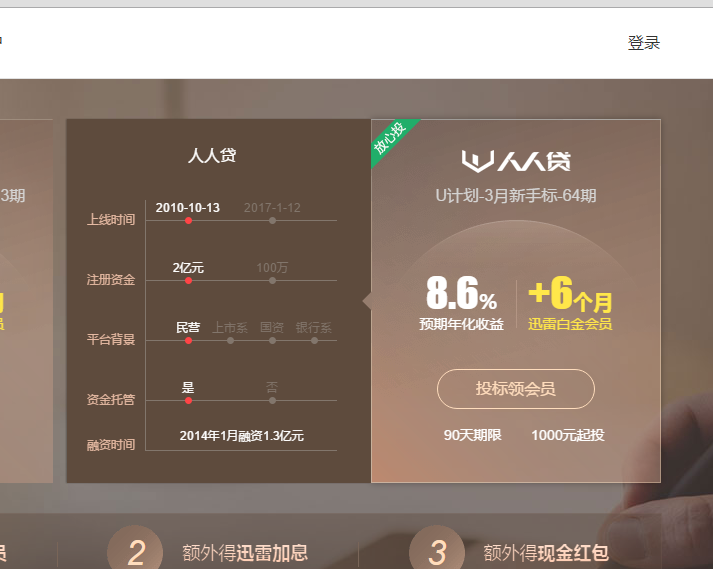 登录
3期
人人贷
上线时间 2010-10-13 2017-1-12
注册资金 2亿元 100万
平台背景 民营 上市系 国资 银行系
资金托管 是 否
融资时间 2014年1月融资1.3亿元
放心投
人人贷
U计划-3月新手标-64期
8.6% +6个月
预期年化收益 迅雷白金会员
投标领会员
90天期限 1000元起投
月
员
员
2 额外得迅雷加息
3 额外得现金红包